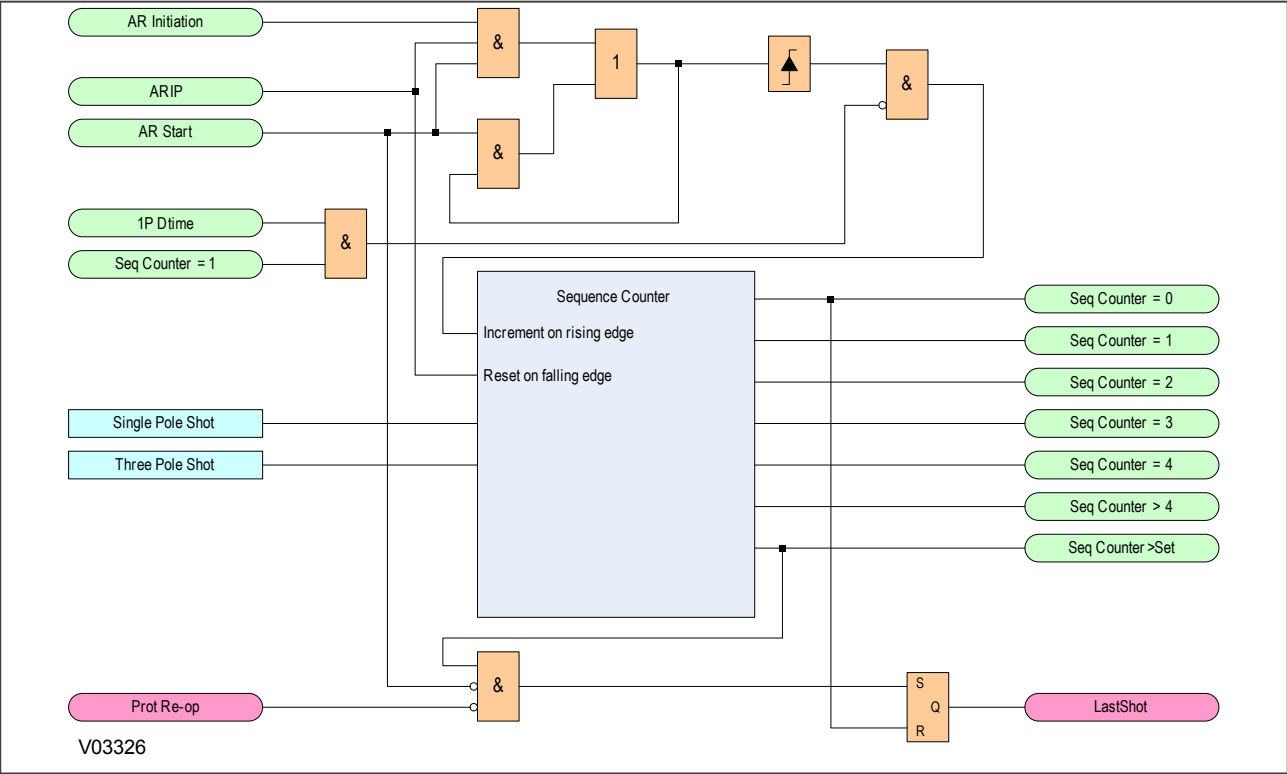 AR Initiation
&
1
&
ARIP
AR Start
&
1P Dtime
&
Seq Counter = 1
Sequence Counter
Seq Counter = 0
Increment on rising edge
Seq Counter = 1
Reset on falling edge
Seq Counter = 2
Single Pole Shot
Seq Counter = 3
Three Pole Shot
Seq Counter = 4
Seq Counter > 4
Seq Counter >Set
&
S
Prot Re-op
Q
LastShot
R
V03326